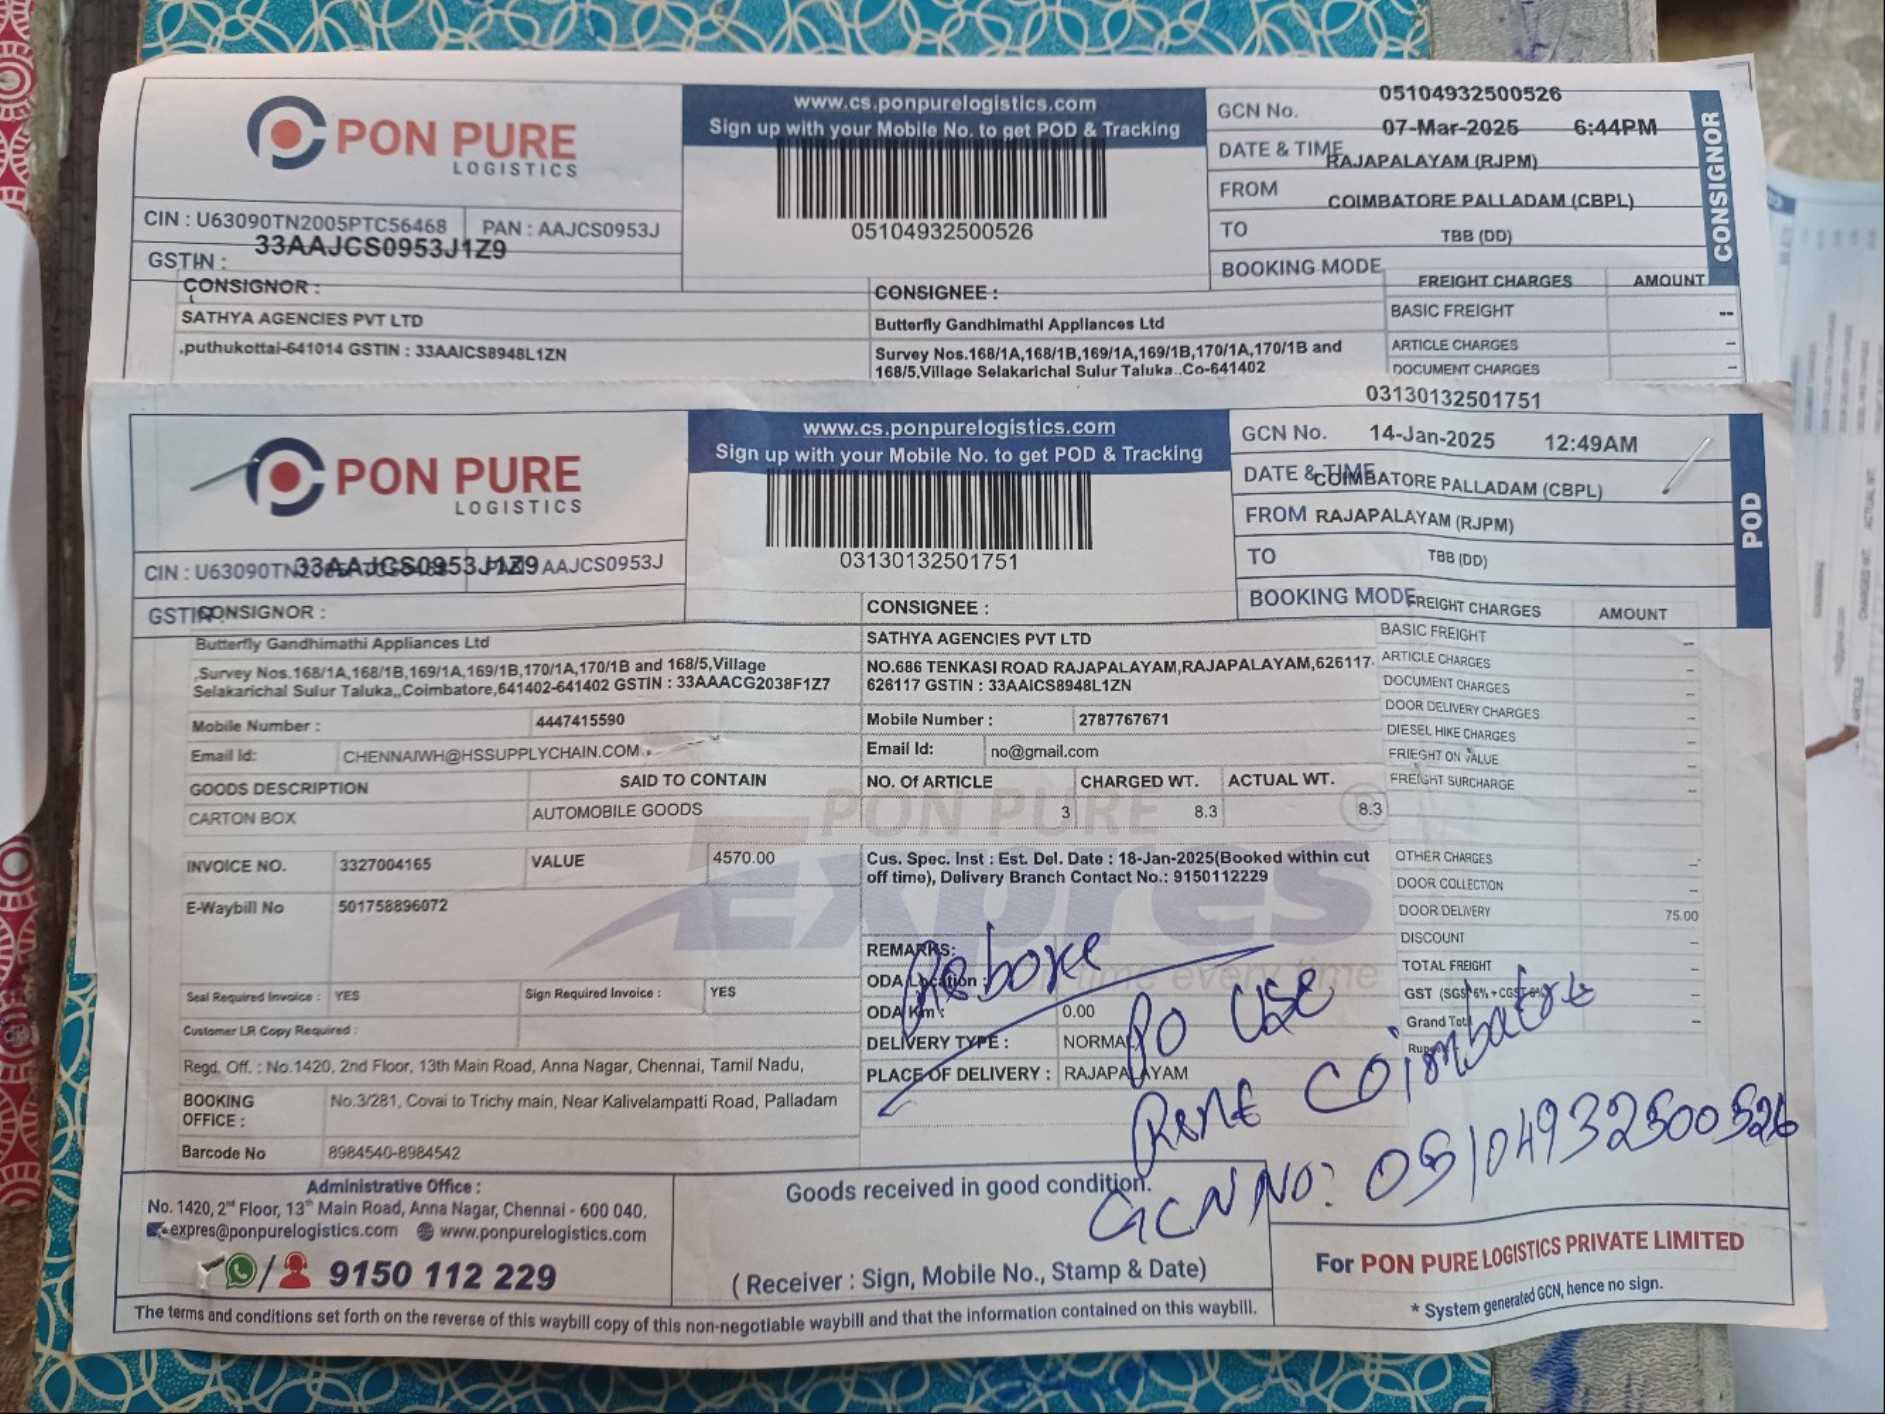 PON PURE
LOGISTICS
www.cs.ponpurelogistics.com
Sign up with your Mobile No. to get POD & Tracking
05104932500526
GCN No. 05104932500526
DATE & TIME 07-Mar-2025 6:44PM
FROM RAJAPALAYAM (RJPM)
TO COIMBATORE PALLADAM (CBPL)
BOOKING MODE TBB (DD)
CONSIGNOR
CIN : U63090TN2005PTC56468 PAN : AAJCS0953J
GSTIN : 33AAJCS0953J1Z9
CONSIGNOR :
SATHYA AGENCIES PVT LTD
,puthukottai-641014 GSTIN : 33AAICS8948L1ZN
CONSIGNEE :
Butterfly Gandhimathi Appliances Ltd
Survey Nos.168/1A,168/1B,169/1A,169/1B,170/1A,170/1B and
168/5,Village Selakarichal Sulur Taluka,,Co-641402
FREIGHT CHARGES AMOUNT
BASIC FREIGHT --
ARTICLE CHARGES --
DOCUMENT CHARGES --
PON PURE
LOGISTICS
www.cs.ponpurelogistics.com
Sign up with your Mobile No. to get POD & Tracking
03130132501751
03130132501751
GCN No. 14-Jan-2025 12:49AM
DATE & TIME COIMBATORE PALLADAM (CBPL)
FROM RAJAPALAYAM (RJPM)
TO TBB (DD)
BOOKING MODE
POD
CIN : U63090TN PAN AAJCS0953J
GSTIN 33AAJCS0953J1Z9
CONSIGNOR :
Butterfly Gandhimathi Appliances Ltd
,Survey Nos.168/1A,168/1B,169/1A,169/1B,170/1A,170/1B and 168/5,Village
Selakarichal Sulur Taluka,,Coimbatore,641402-641402 GSTIN : 33AAACG2038F1Z7
Mobile Number : 4447415590
Email Id: CHENNAIWH@HSSUPPLYCHAIN.COM
CONSIGNEE :
SATHYA AGENCIES PVT LTD
NO.686 TENKASI ROAD RAJAPALAYAM,RAJAPALAYAM,626117-
626117 GSTIN : 33AAICS8948L1ZN
Mobile Number : 2787767671
Email Id: no@gmail.com
GOODS DESCRIPTION SAID TO CONTAIN NO. Of ARTICLE CHARGED WT. ACTUAL WT.
CARTON BOX AUTOMOBILE GOODS 3 8.3 8.3
INVOICE NO. 3327004165 VALUE 4570.00
E-Waybill No 501758896072
Cus. Spec. Inst : Est. Del. Date : 18-Jan-2025(Booked within cut
off time), Delivery Branch Contact No.: 9150112229
PON PURE
Expres
time every time
Seal Required Invoice : YES Sign Required Invoice : YES
Customer LR Copy Required :
REMARKS:
ODA Location :
ODA Km : 0.00
DELIVERY TYPE : NORMAL
PLACE OF DELIVERY : RAJAPALAYAM
Regd. Off. : No.1420, 2nd Floor, 13th Main Road, Anna Nagar, Chennai, Tamil Nadu,
BOOKING OFFICE : No.3/281, Covai to Trichy main, Near Kalivelampatti Road, Palladam
Barcode No 8984540-8984542
FREIGHT CHARGES AMOUNT
BASIC FREIGHT --
ARTICLE CHARGES --
DOCUMENT CHARGES --
DOOR DELIVERY CHARGES --
DIESEL HIKE CHARGES --
FRIEGHT ON VALUE --
FREIGHT SURCHARGE --
OTHER CHARGES --
DOOR COLLECTION --
DOOR DELIVERY 75.00
DISCOUNT --
TOTAL FREIGHT --
GST (SGST 6% + CGST 6%) --
Grand Total --
PO
Coimbatore
GCN NO: 05104932500526
Administrative Office :
No. 1420, 2nd Floor, 13th Main Road, Anna Nagar, Chennai - 600 040.
expres@ponpurelogistics.com www.ponpurelogistics.com
9150 112 229
Goods received in good condition.
( Receiver : Sign, Mobile No., Stamp & Date)
For PON PURE LOGISTICS PRIVATE LIMITED
* System generated GCN, hence no sign.
The terms and conditions set forth on the reverse of this waybill copy of this non-negotiable waybill and that the information contained on this waybill.